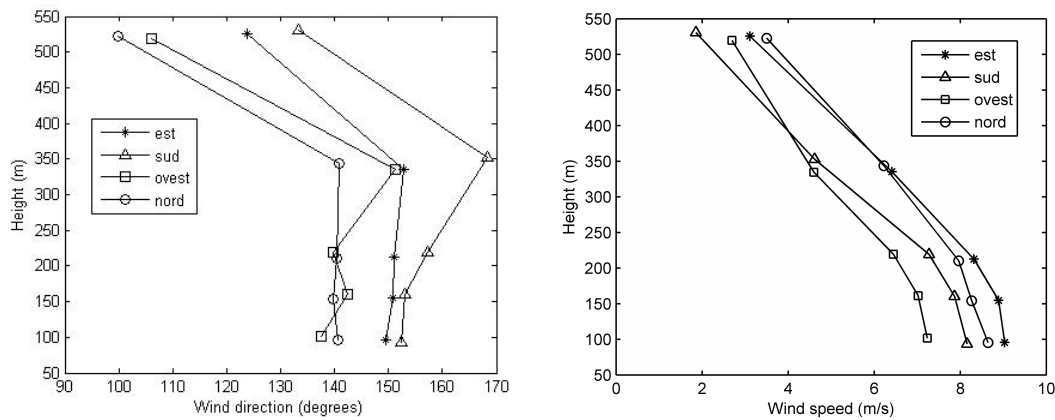 550
500
450
400
350
300
250
200
150
100
50
Height (m)
est
sud
ovest
nord
90 100 110 120 130 140 150 160 170
Wind direction (degrees)
550
500
450
400
350
300
250
200
150
100
50
Height (m)
est
sud
ovest
nord
0 2 4 6 8 10
Wind speed (m/s)